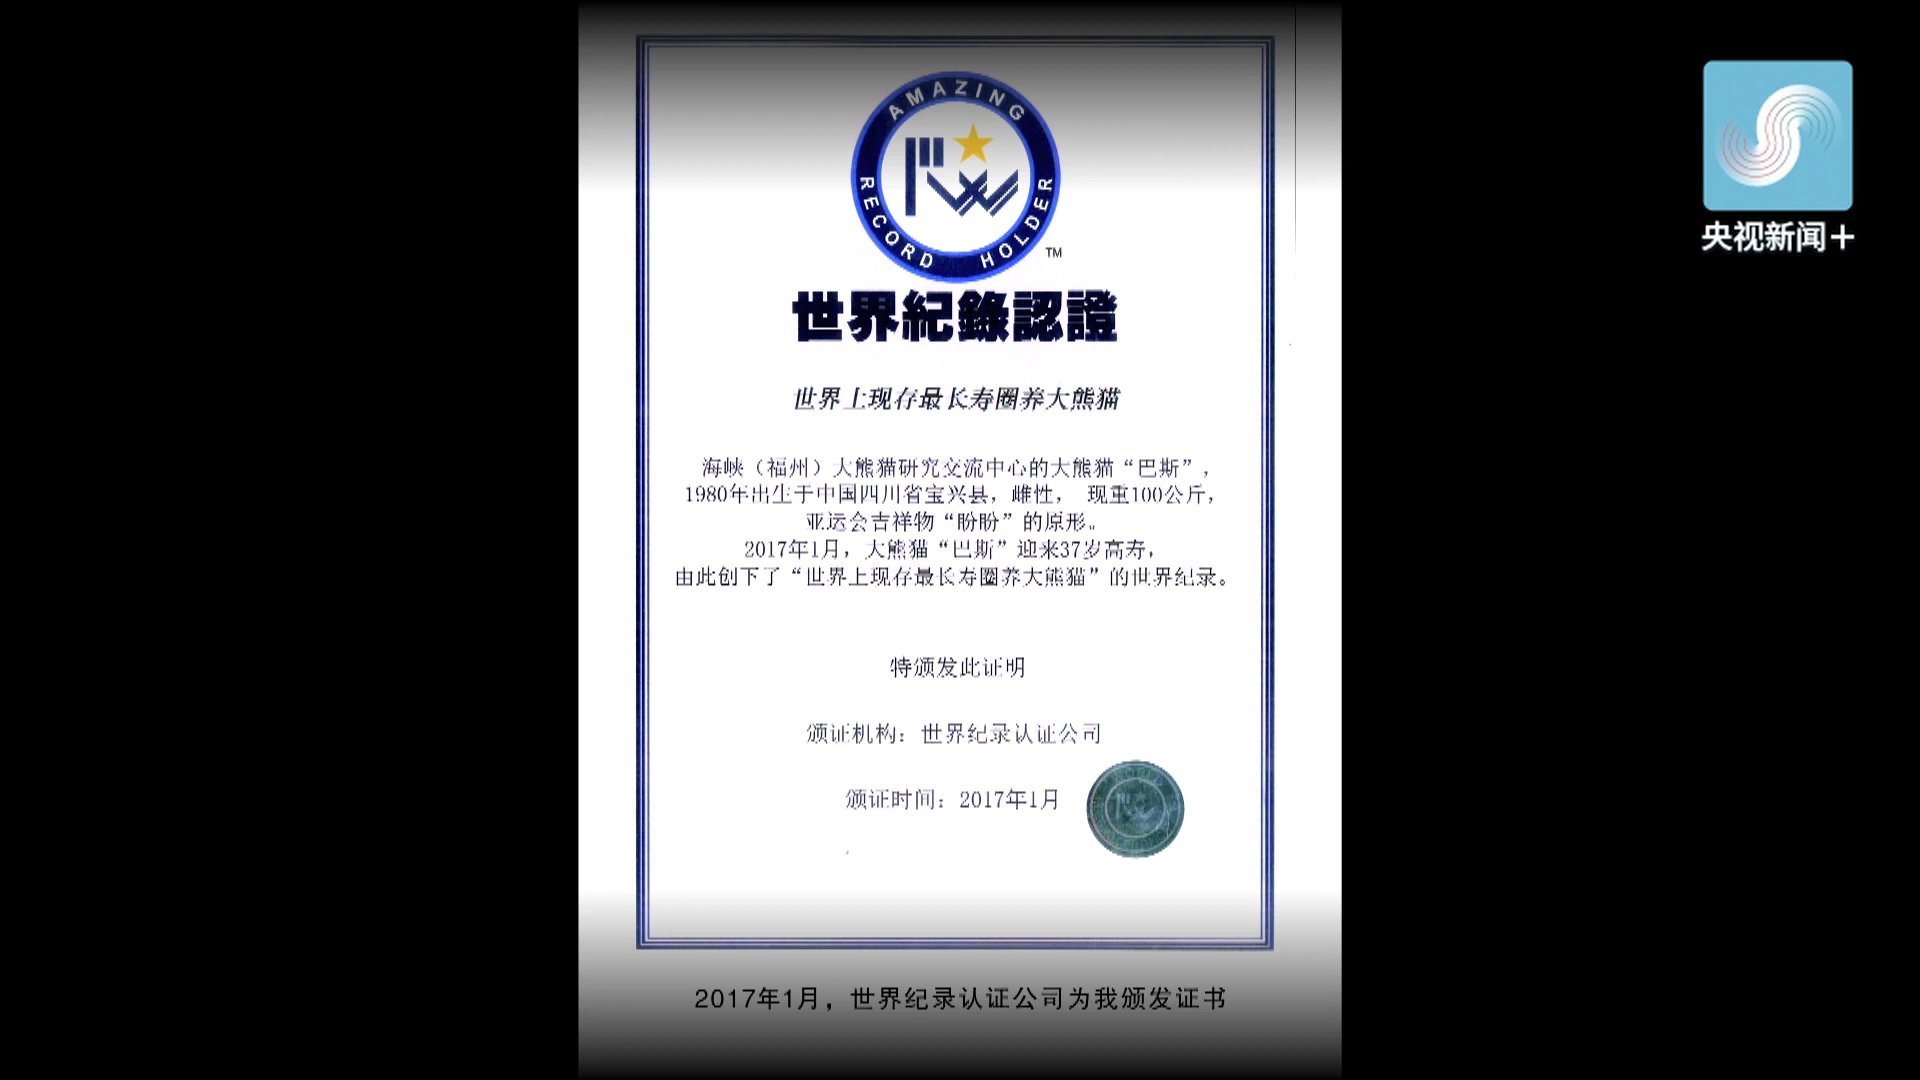 AMAZING
RECORD HOLDER
TM
央视新闻+
世界紀錄認證
世界上现存最长寿圈养大熊猫
海峡（福州）大熊猫研究交流中心的大熊猫“巴斯”，
1980年出生于中国四川省宝兴县，雌性， 现重100公斤，
亚运会吉祥物“盼盼”的原形。
2017年1月，大熊猫“巴斯”迎来37岁高寿，
由此创下了“世界上现存最长寿圈养大熊猫”的世界纪录。
特颁发此证明
颁证机构：世界纪录认证公司
颁证时间：2017年1月
2017年1月，世界纪录认证公司为我颁发证书